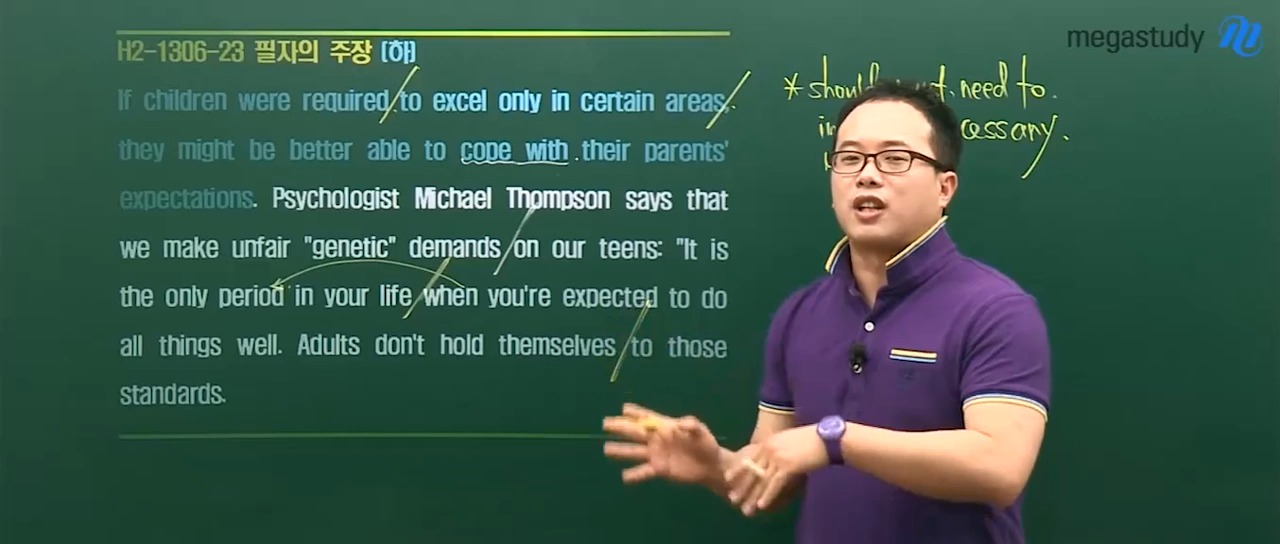 H2-1306-23 필자의 주장 [하]
If children were required to excel only in certain areas,
they might be better able to cope with their parents'
expectations. Psychologist Michael Thompson says that
we make unfair "genetic" demands on our teens: "It is
the only period in your life when you're expected to do
all things well. Adults don't hold themselves to those
standards.
megastudy
* need to.